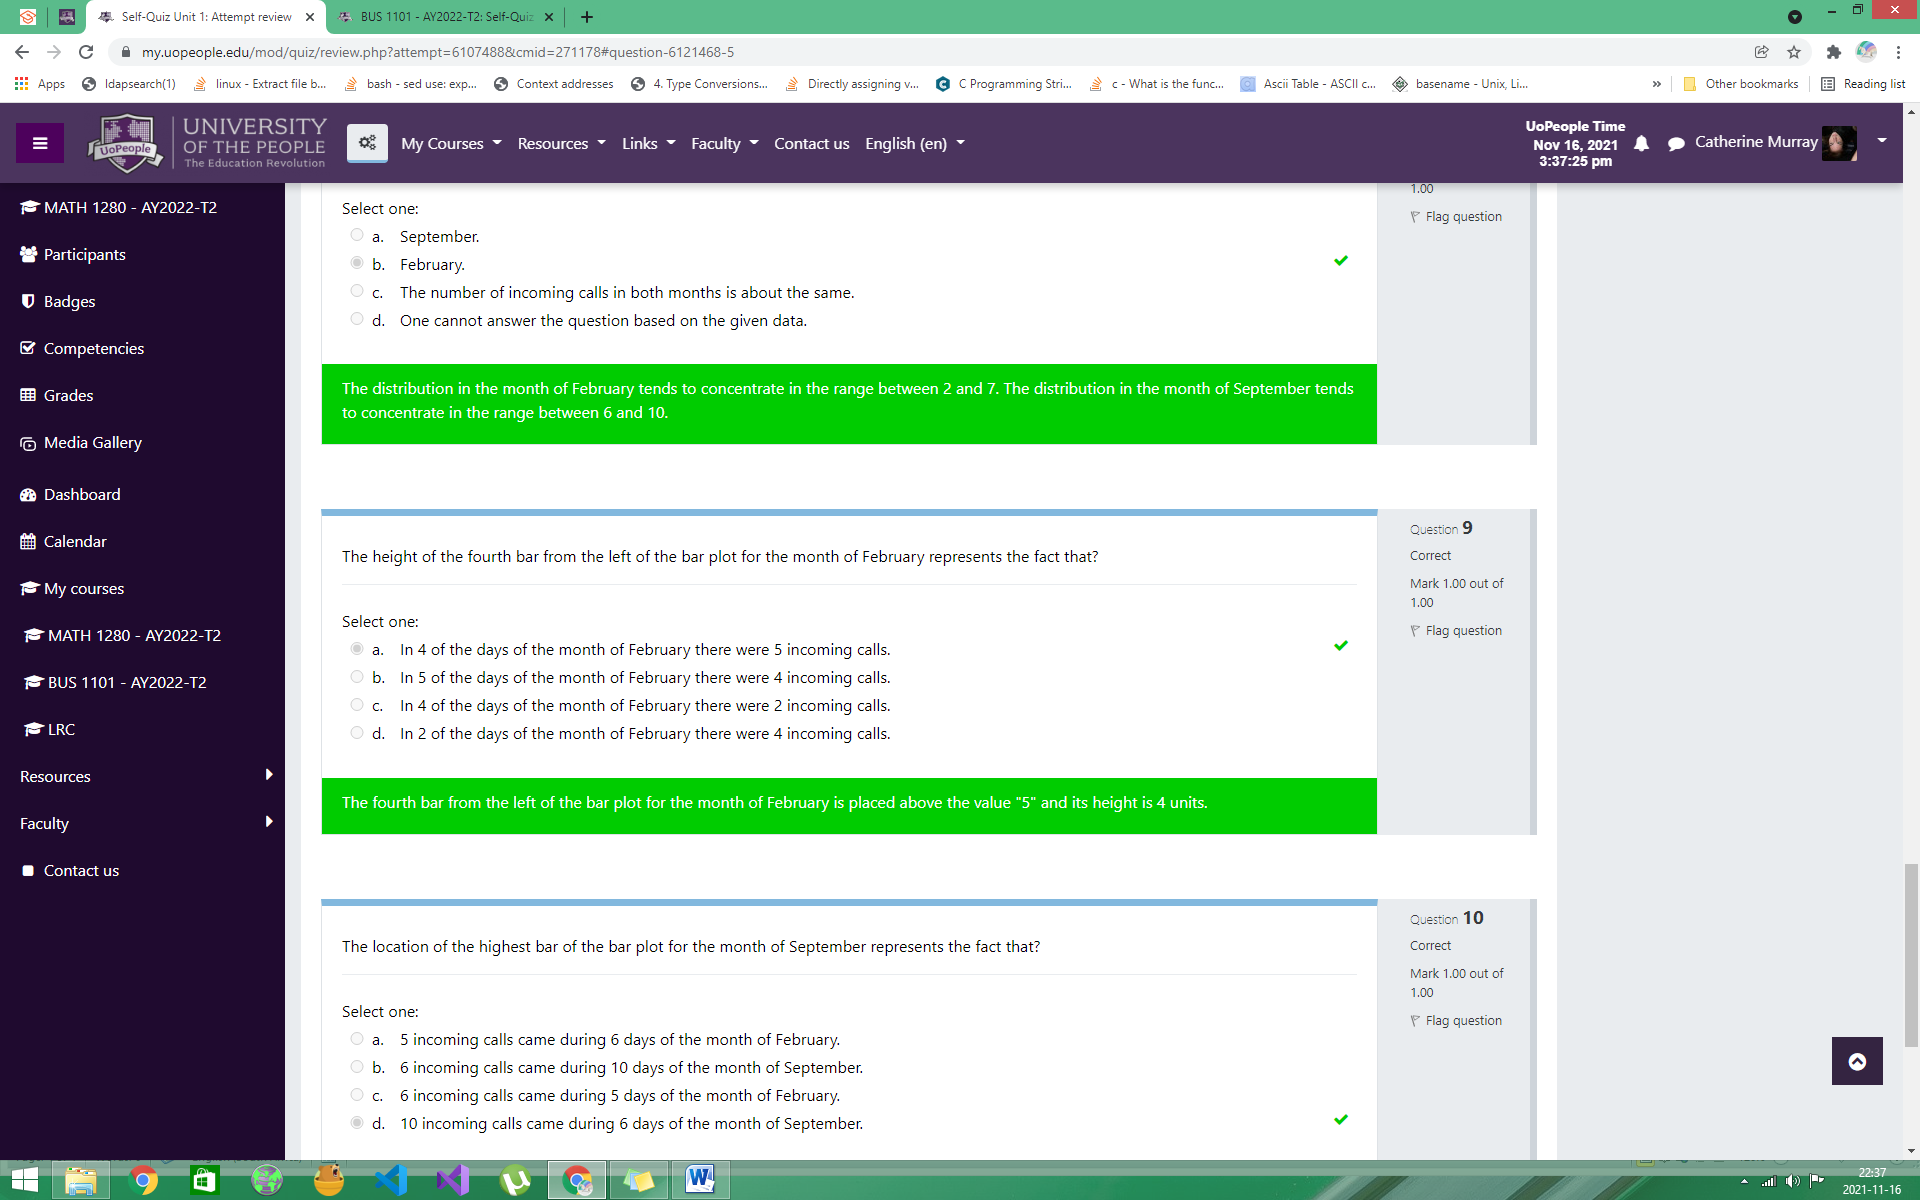 Self-Quiz Unit 1: Attempt review
BUS 1101 - AY2022-T2: Self-Quiz
my.uopeople.edu/mod/quiz/review.php?attempt=6107488&cmid=271178#question-6121468-5
Apps
ldapsearch(1)
linux - Extract file b...
bash - sed use: exp...
Context addresses
4. Type Conversions...
Directly assigning v...
C Programming Stri...
c - What is the func...
Ascii Table - ASCII c...
basename - Unix, Li...
»
Other bookmarks
Reading list
UoPeople
UNIVERSITY
OF THE PEOPLE
The Education Revolution
My Courses
Resources
Links
Faculty
Contact us
English (en)
UoPeople Time
Nov 16, 2021
3:37:25 pm
Catherine Murray
MATH 1280 - AY2022-T2
Participants
Badges
Competencies
Grades
Media Gallery
Dashboard
Calendar
My courses
MATH 1280 - AY2022-T2
BUS 1101 - AY2022-T2
LRC
Resources
Faculty
Contact us
1.00
Flag question
Select one:
a. September.
b. February.
c. The number of incoming calls in both months is about the same.
d. One cannot answer the question based on the given data.
The distribution in the month of February tends to concentrate in the range between 2 and 7. The distribution in the month of September tends
to concentrate in the range between 6 and 10.
Question 9
Correct
Mark 1.00 out of
1.00
Flag question
The height of the fourth bar from the left of the bar plot for the month of February represents the fact that?
Select one:
a. In 4 of the days of the month of February there were 5 incoming calls.
b. In 5 of the days of the month of February there were 4 incoming calls.
c. In 4 of the days of the month of February there were 2 incoming calls.
d. In 2 of the days of the month of February there were 4 incoming calls.
The fourth bar from the left of the bar plot for the month of February is placed above the value "5" and its height is 4 units.
Question 10
Correct
Mark 1.00 out of
1.00
Flag question
The location of the highest bar of the bar plot for the month of September represents the fact that?
Select one:
a. 5 incoming calls came during 6 days of the month of February.
b. 6 incoming calls came during 10 days of the month of September.
c. 6 incoming calls came during 5 days of the month of February.
d. 10 incoming calls came during 6 days of the month of September.
22:37
2021-11-16